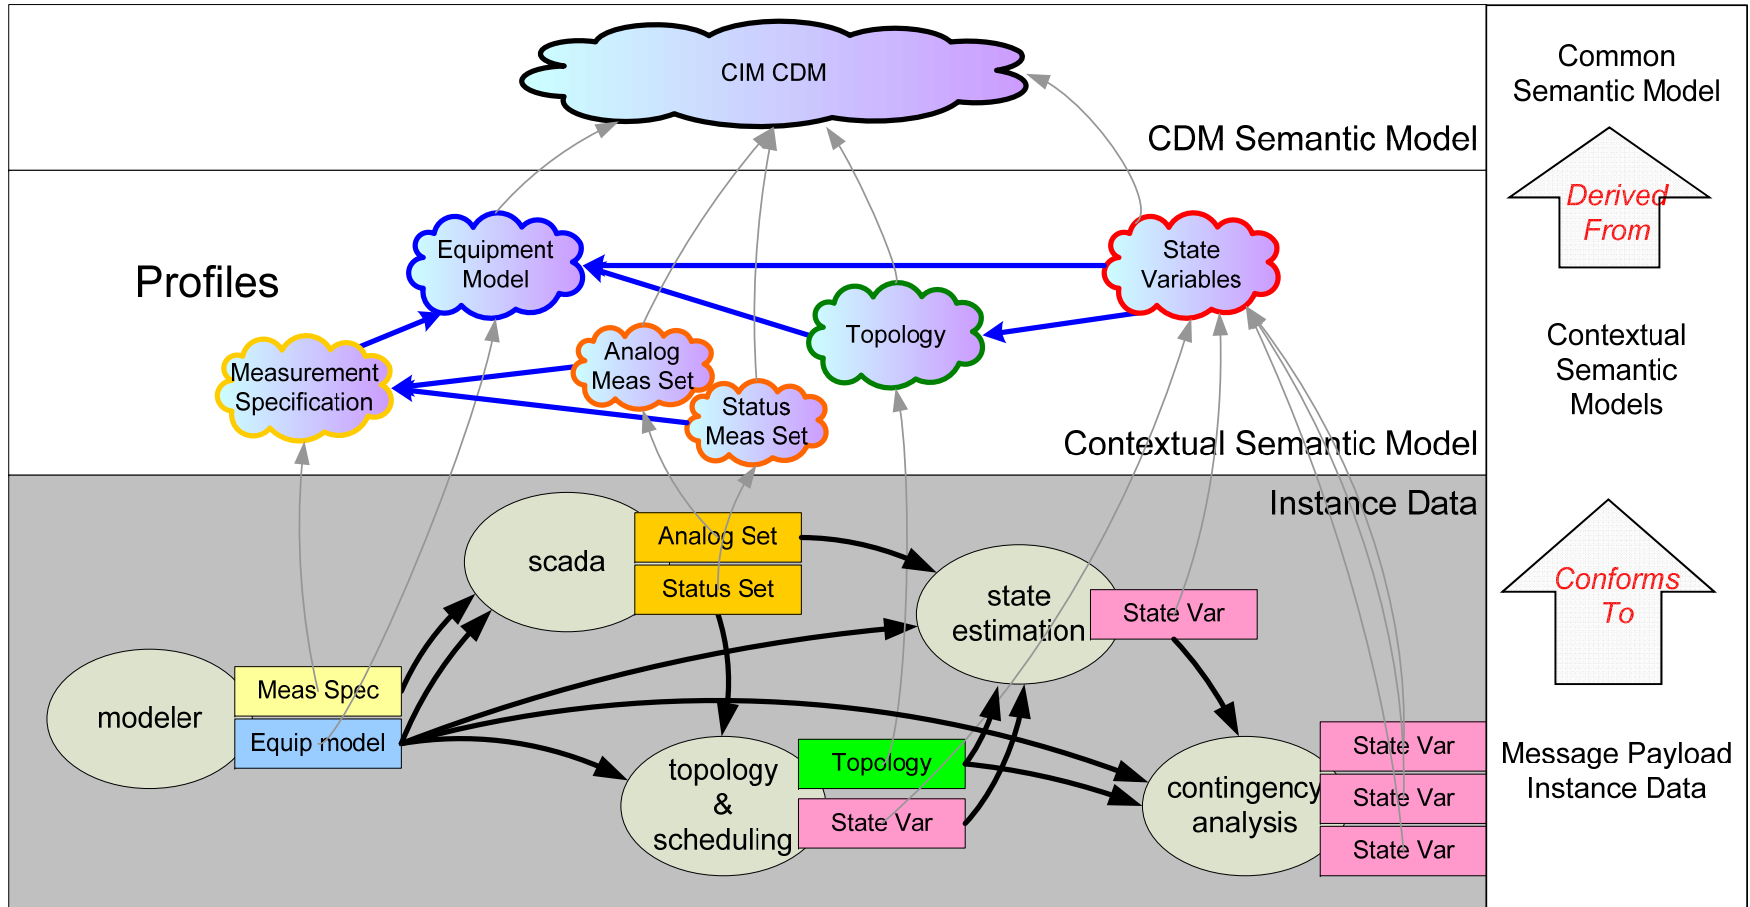 CIM CDM
CDM Semantic Model
Common
Semantic Model
Derived
From
Profiles
Equipment
Model
State
Variables
Topology
Measurement
Specification
Analog
Meas Set
Status
Meas Set
Contextual Semantic Model
Contextual
Semantic
Models
Instance Data
scada
Analog Set
Status Set
state
estimation
State Var
Conforms
To
modeler
Meas Spec
Equip model
topology
&
scheduling
Topology
State Var
contingency
analysis
State Var
State Var
State Var
Message Payload
Instance Data